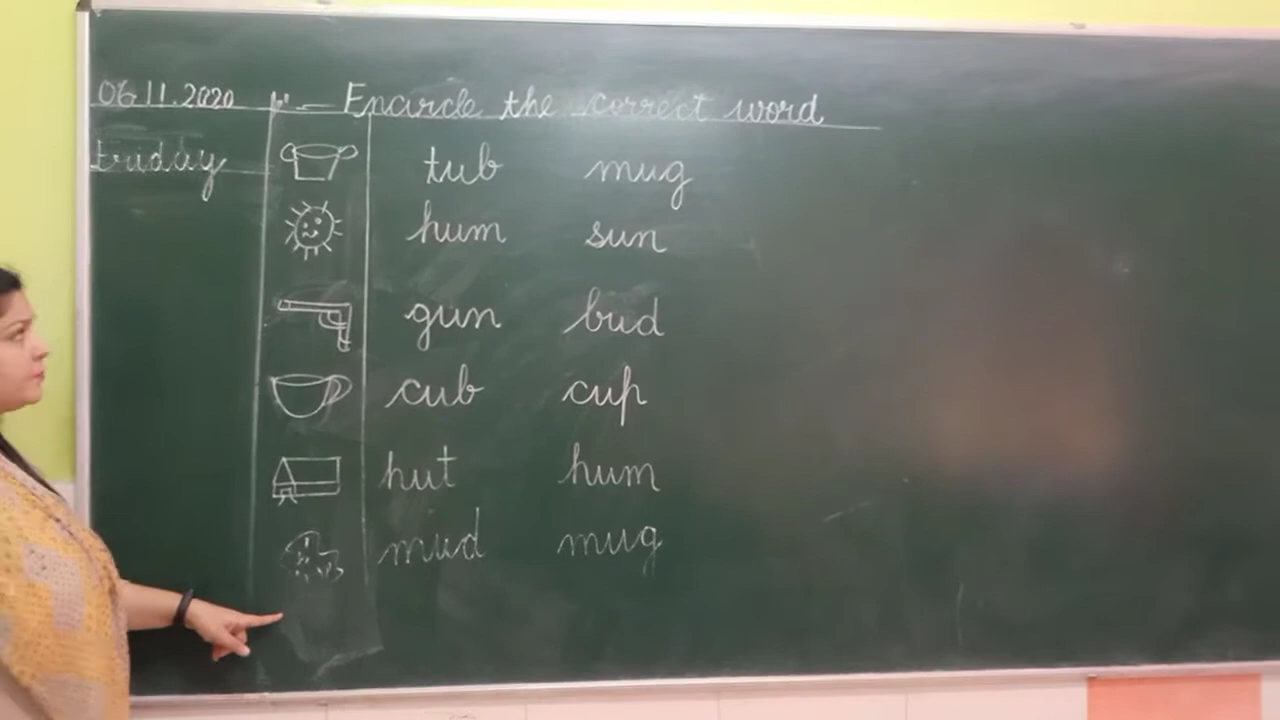 06.11.2020 — Encircle the correct word
Friday
tub mug
hum sun
gun bud
cub cup
hut hum
mud mug